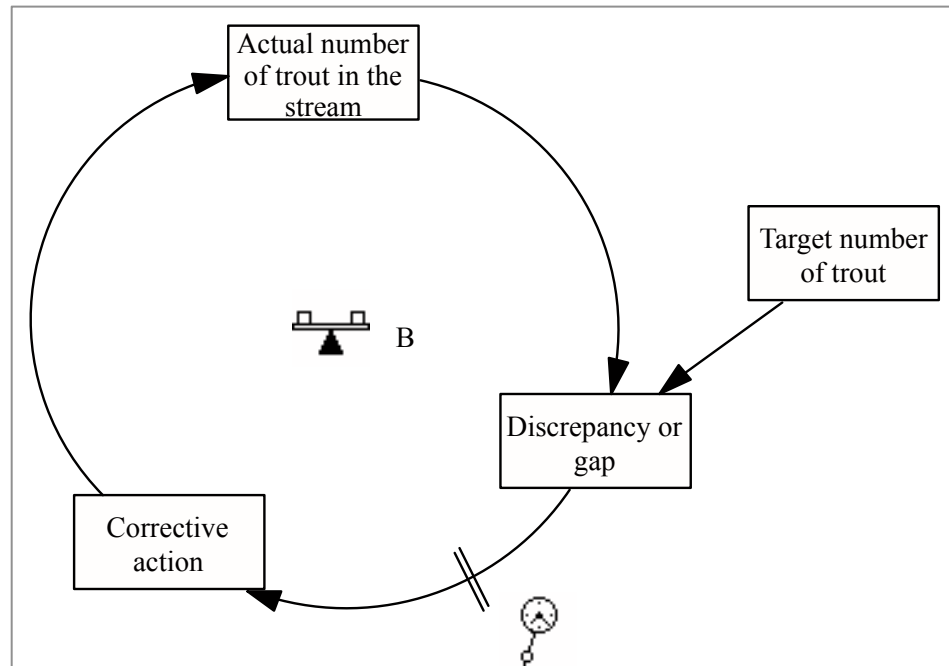 Actual number
of trout in the
stream
Target number
of trout
B
Discrepancy or
gap
Corrective
action